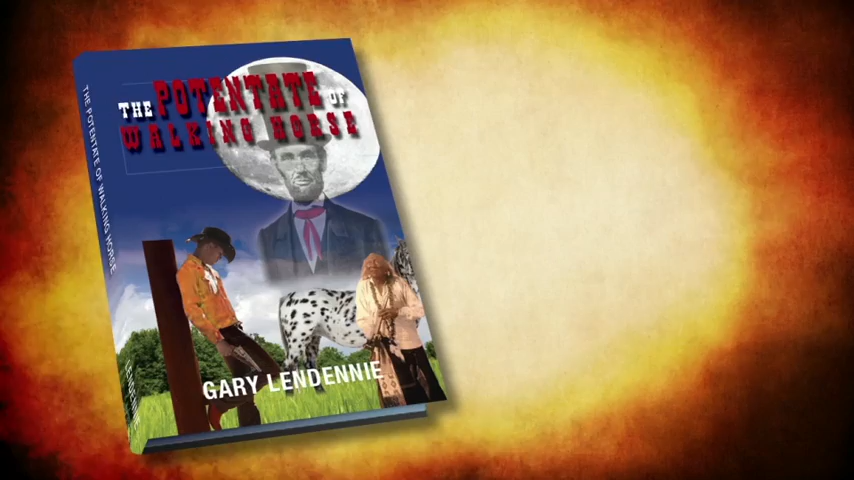 THE POTENTATE OF
WALKING HORSE
GARY LENDENNIE
THE POTENTATE OF WALKING HORSE